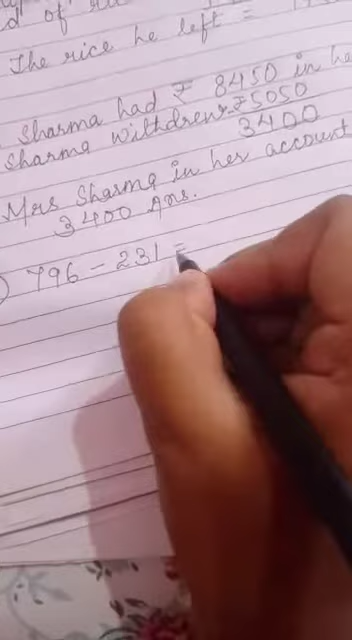 The rice he left =
Sharma had ₹ 8450 in he
Sharma withdrew -₹5050
3400
Mrs Sharma in her account
3400 Ans.
) 796 - 231 =